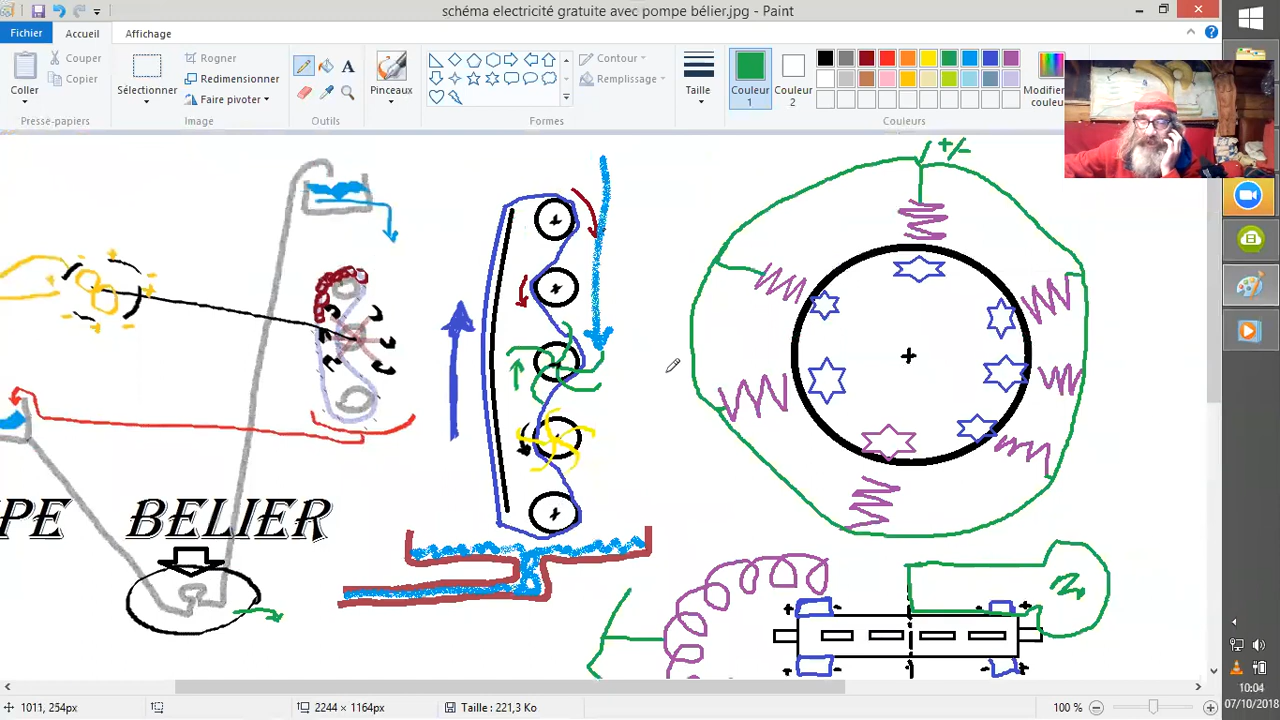 schéma electricité gratuite avec pompe bélier.jpg - Paint
Fichier Accueil Affichage
Coller
Couper
Copier
Presse-papiers
Sélectionner
Rogner
Redimensionner
Faire pivoter
Image
A
Outils
Pinceaux
Contour
Remplissage
Formes
Taille
Couleur 1
Couleur 2
Modifier
couleu
Couleurs
+/-
PE BELIER
1011, 254px
2244 × 1164px
Taille : 221,3 Ko
100 %
10:04
07/10/2018